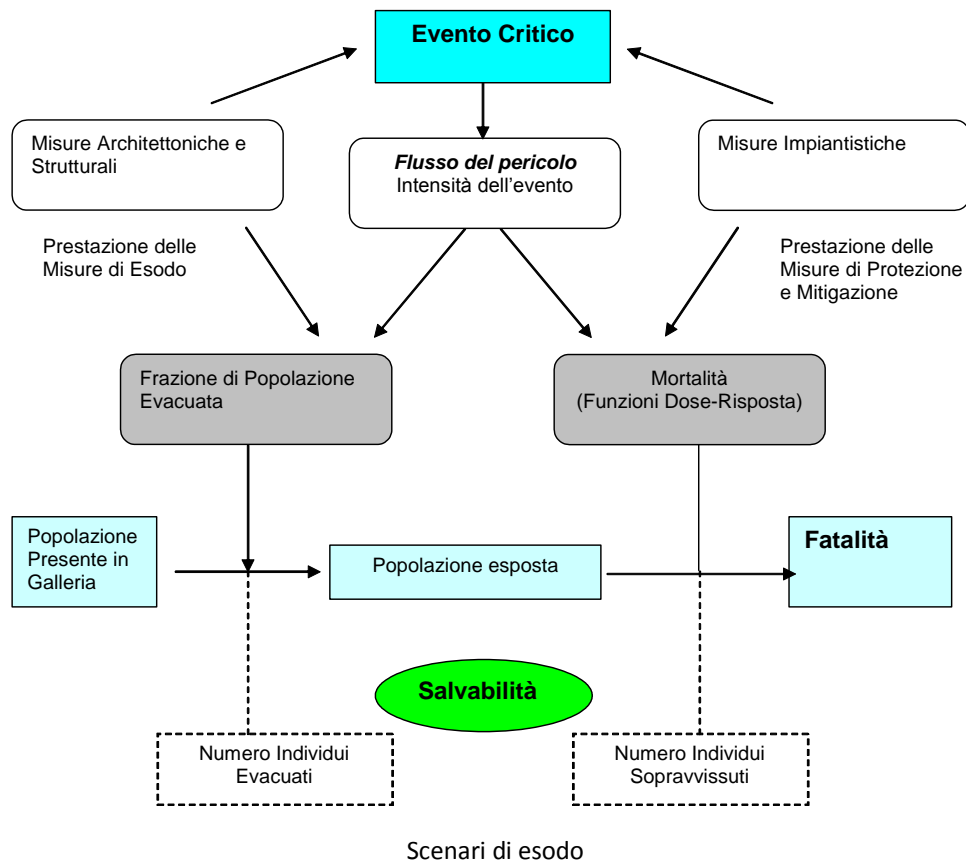 Evento Critico
Misure Architettoniche e
Strutturali
Flusso del pericolo
Intensità dell'evento
Misure Impiantistiche
Prestazione delle
Misure di Esodo
Prestazione delle
Misure di Protezione
e Mitigazione
Frazione di Popolazione
Evacuata
Mortalità
(Funzioni Dose-Risposta)
Popolazione
Presente in
Galleria
Popolazione esposta
Fatalità
Salvabilità
Numero Individui
Evacuati
Numero Individui
Sopravvissuti
Scenari di esodo